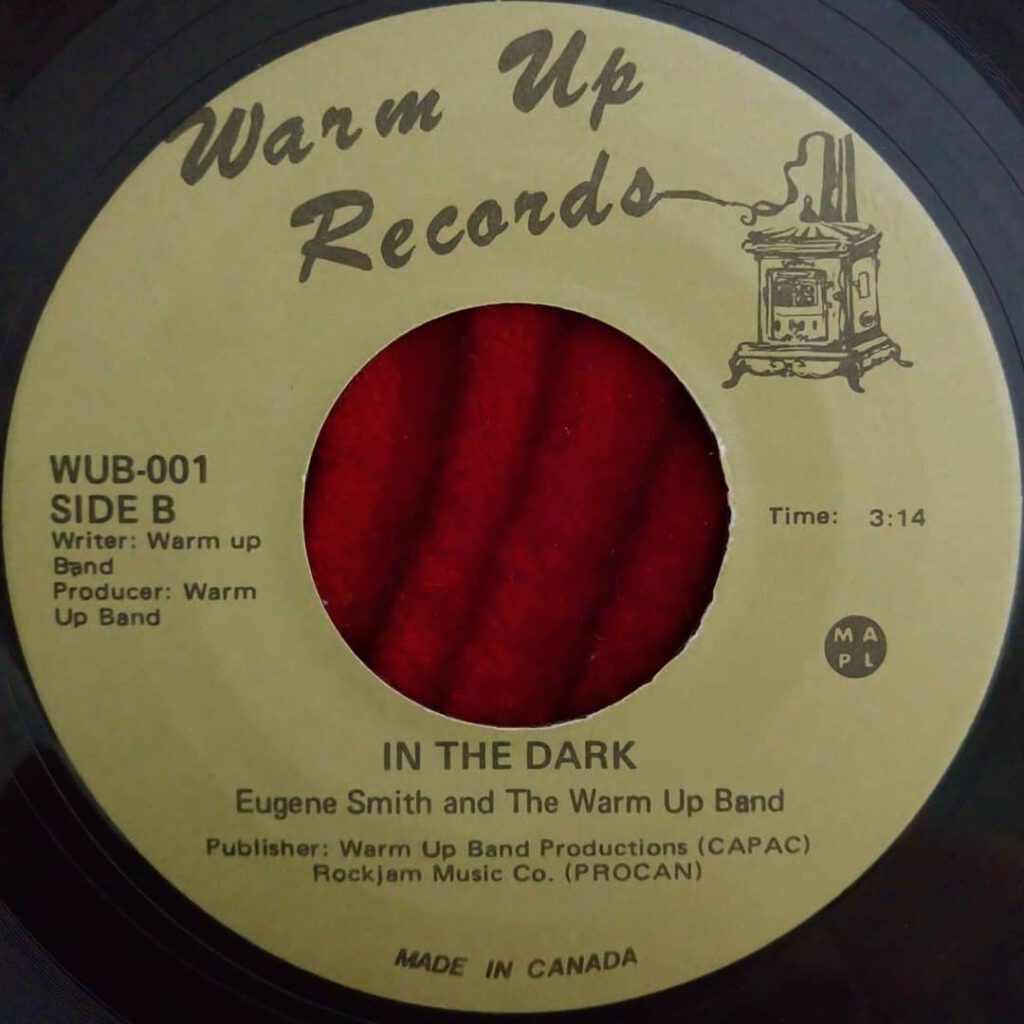 Warm Up
Records
WUB-001
SIDE B
Writer: Warm up
Band
Producer: Warm
Up Band
Time: 3:14
M A
P L
IN THE DARK
Eugene Smith and The Warm Up Band
Publisher: Warm Up Band Productions (CAPAC)
Rockjam Music Co. (PROCAN)
MADE IN CANADA